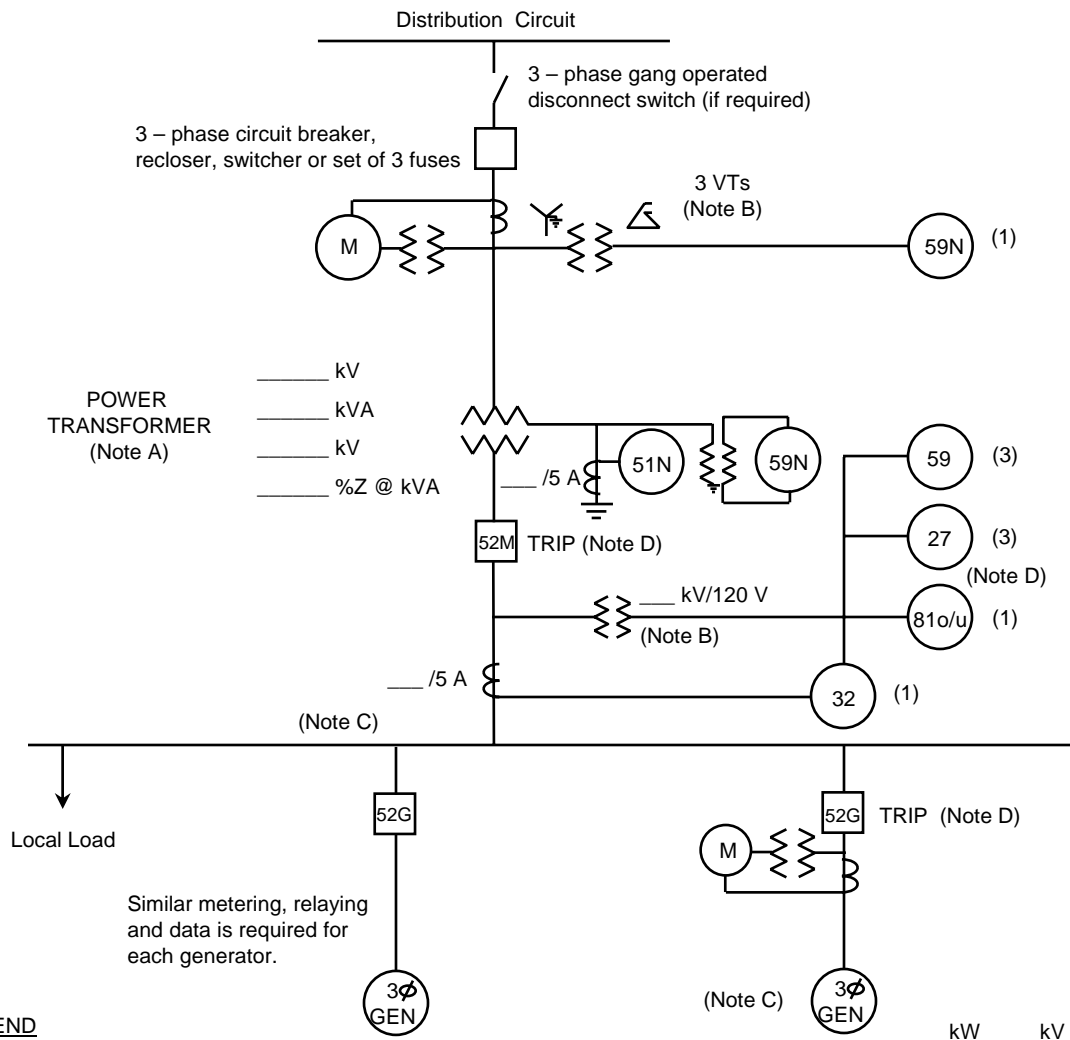 Distribution Circuit
3 – phase gang operated
disconnect switch (if required)
3 – phase circuit breaker,
recloser, switcher or set of 3 fuses
3 VTs
(Note B)
M
59N
(1)
______ kV
POWER
TRANSFORMER
(Note A)
______ kVA
______ kV
______ %Z @ kVA
___ /5 A
51N
59N
59
(3)
27
(3)
(Note D)
52M
TRIP (Note D)
___ kV/120 V
(Note B)
81o/u
(1)
___ /5 A
32
(1)
(Note C)
52G
52G
TRIP (Note D)
Local Load
M
Similar metering, relaying
and data is required for
each generator.
3ϕ
GEN
(Note C)
3ϕ
GEN
END
kW kV